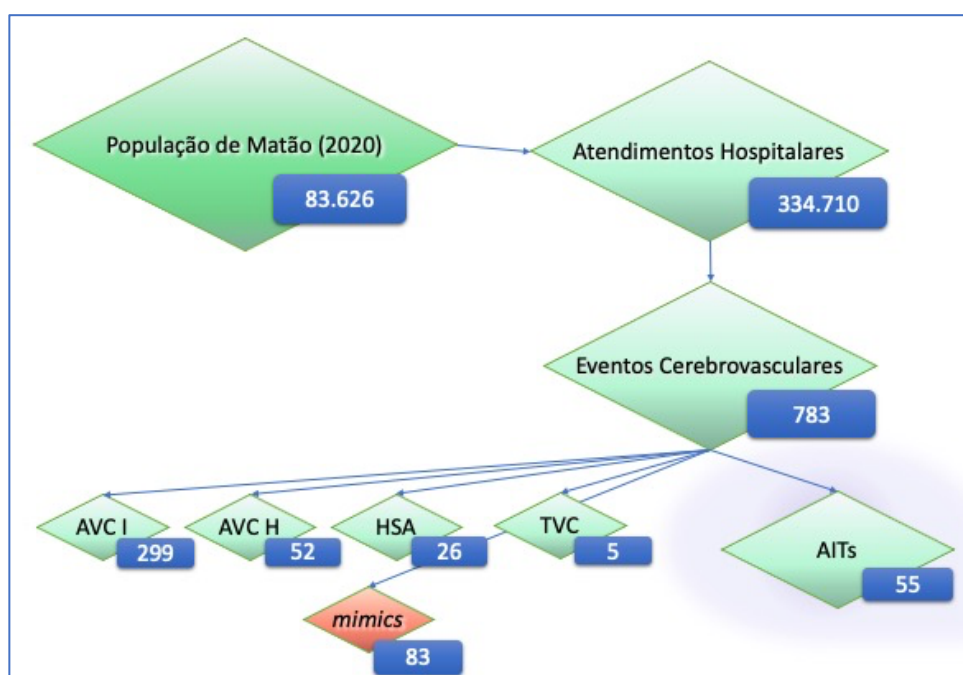 População de Matão (2020)
83.626
Atendimentos Hospitalares
334.710
Eventos Cerebrovasculares
783
AVC I
299
AVC H
52
HSA
26
TVC
5
AITs
55
mimics
83